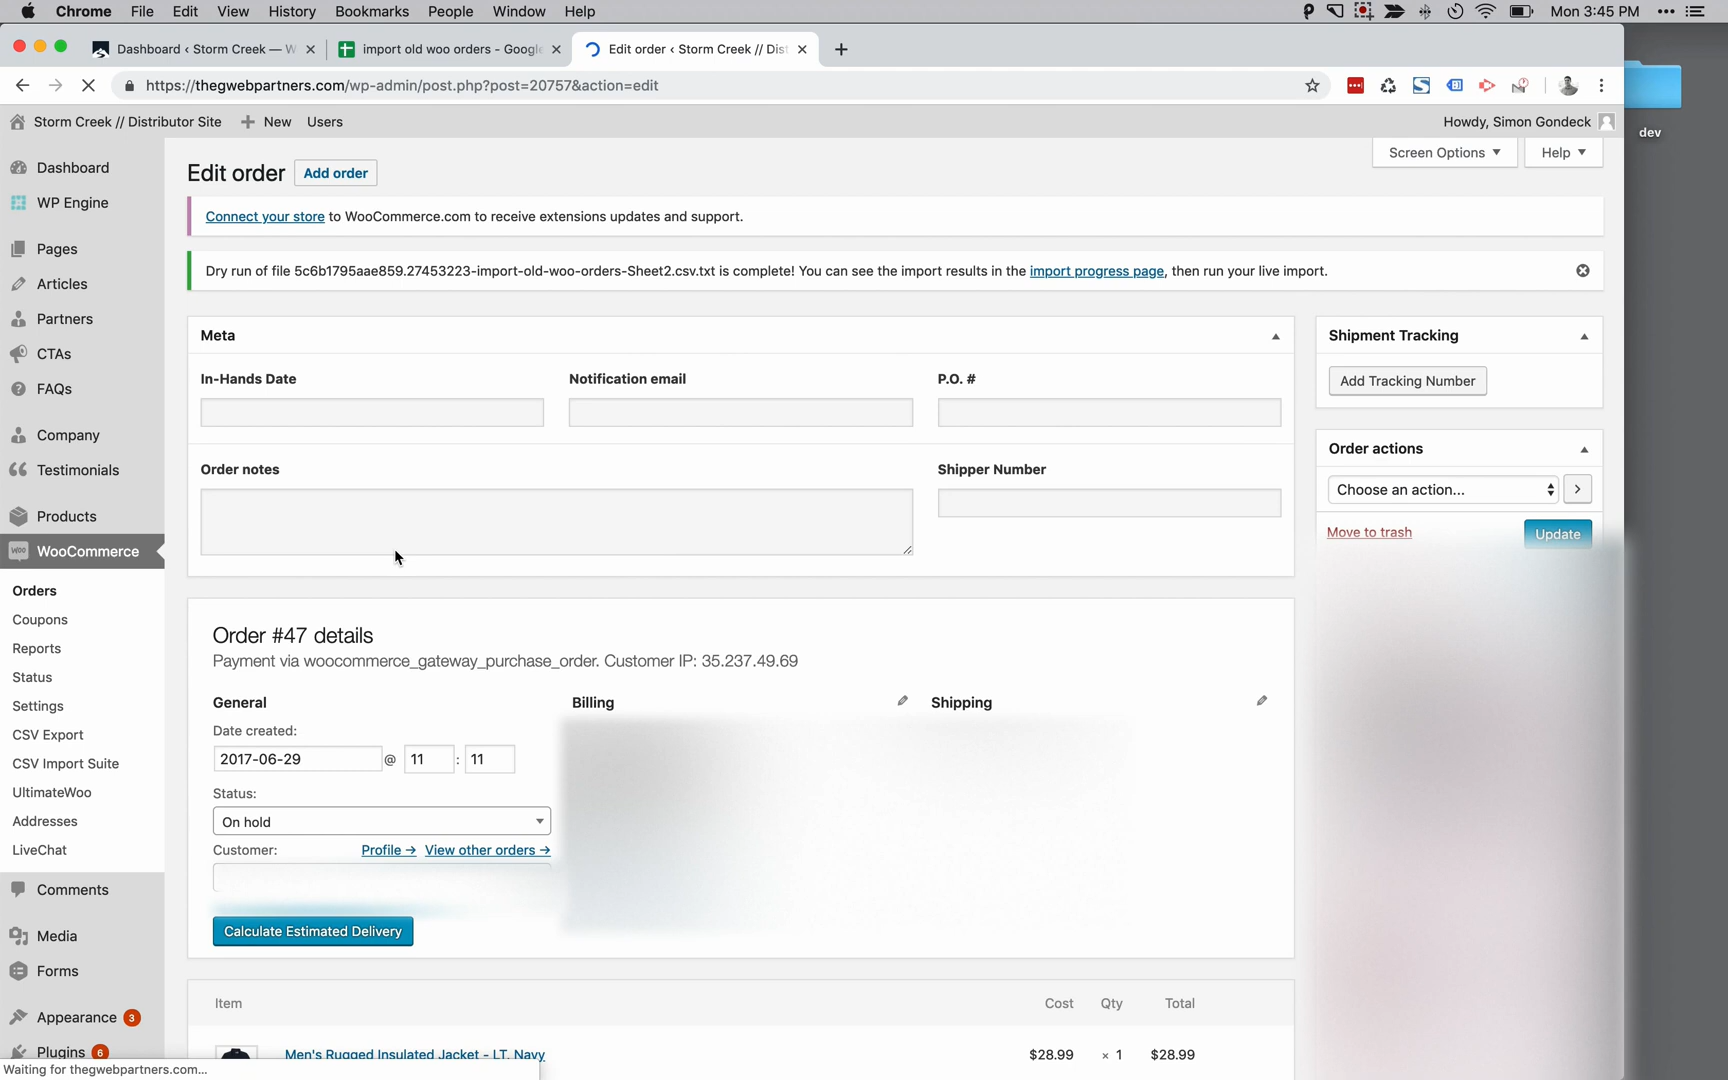 Chrome File Edit View History Bookmarks People Window Help Mon 3:45 PM
Dashboard ‹ Storm Creek — W import old woo orders - Google Edit order ‹ Storm Creek // Dist
https://thegwebpartners.com/wp-admin/post.php?post=20757&action=edit
Storm Creek // Distributor Site New Users Howdy, Simon Gondeck
dev
Screen Options Help
Dashboard
WP Engine
Pages
Articles
Partners
CTAs
FAQs
Company
Testimonials
Products
WooCommerce
Orders
Coupons
Reports
Status
Settings
CSV Export
CSV Import Suite
UltimateWoo
Addresses
LiveChat
Comments
Media
Forms
Appearance 3
Plugins 6
Waiting for thegwebpartners.com...
Edit order Add order
Connect your store to WooCommerce.com to receive extensions updates and support.
Dry run of file 5c6b1795aae859.27453223-import-old-woo-orders-Sheet2.csv.txt is complete! You can see the import results in the import progress page, then run your live import.
Meta
In-Hands Date Notification email P.O. #
Order notes Shipper Number
Shipment Tracking
Add Tracking Number
Order actions
Choose an action...
Move to trash Update
Order #47 details
Payment via woocommerce_gateway_purchase_order. Customer IP: 35.237.49.69
General Billing Shipping
Date created:
2017-06-29 @ 11 : 11
Status:
On hold
Customer: Profile → View other orders →
Calculate Estimated Delivery
Item Cost Qty Total
Men's Rugged Insulated Jacket - LT. Navy $28.99 × 1 $28.99